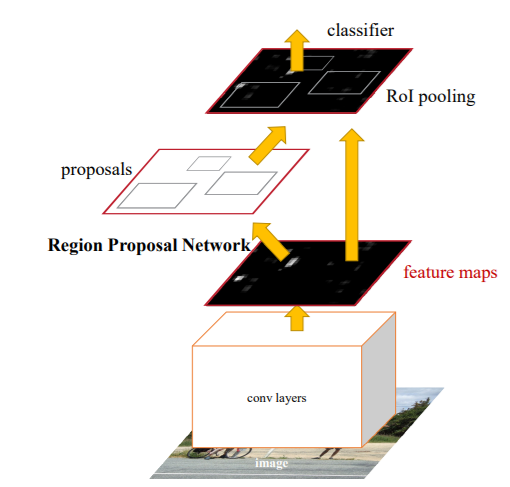 classifier
RoI pooling
proposals
Region Proposal Network
feature maps
conv layers
image